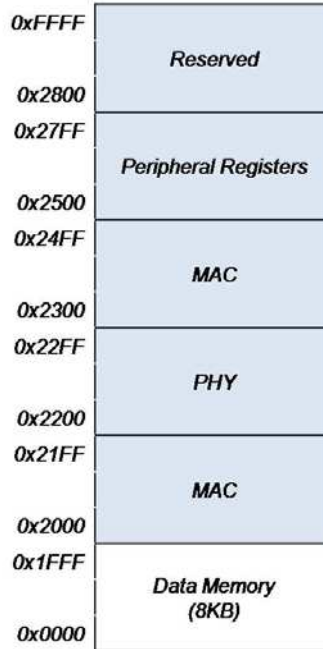 0xFFFF
Reserved
0x2800
0x27FF
Peripheral Registers
0x2500
0x24FF
MAC
0x2300
0x22FF
PHY
0x2200
0x21FF
MAC
0x2000
0x1FFF
Data Memory
(8KB)
0x0000